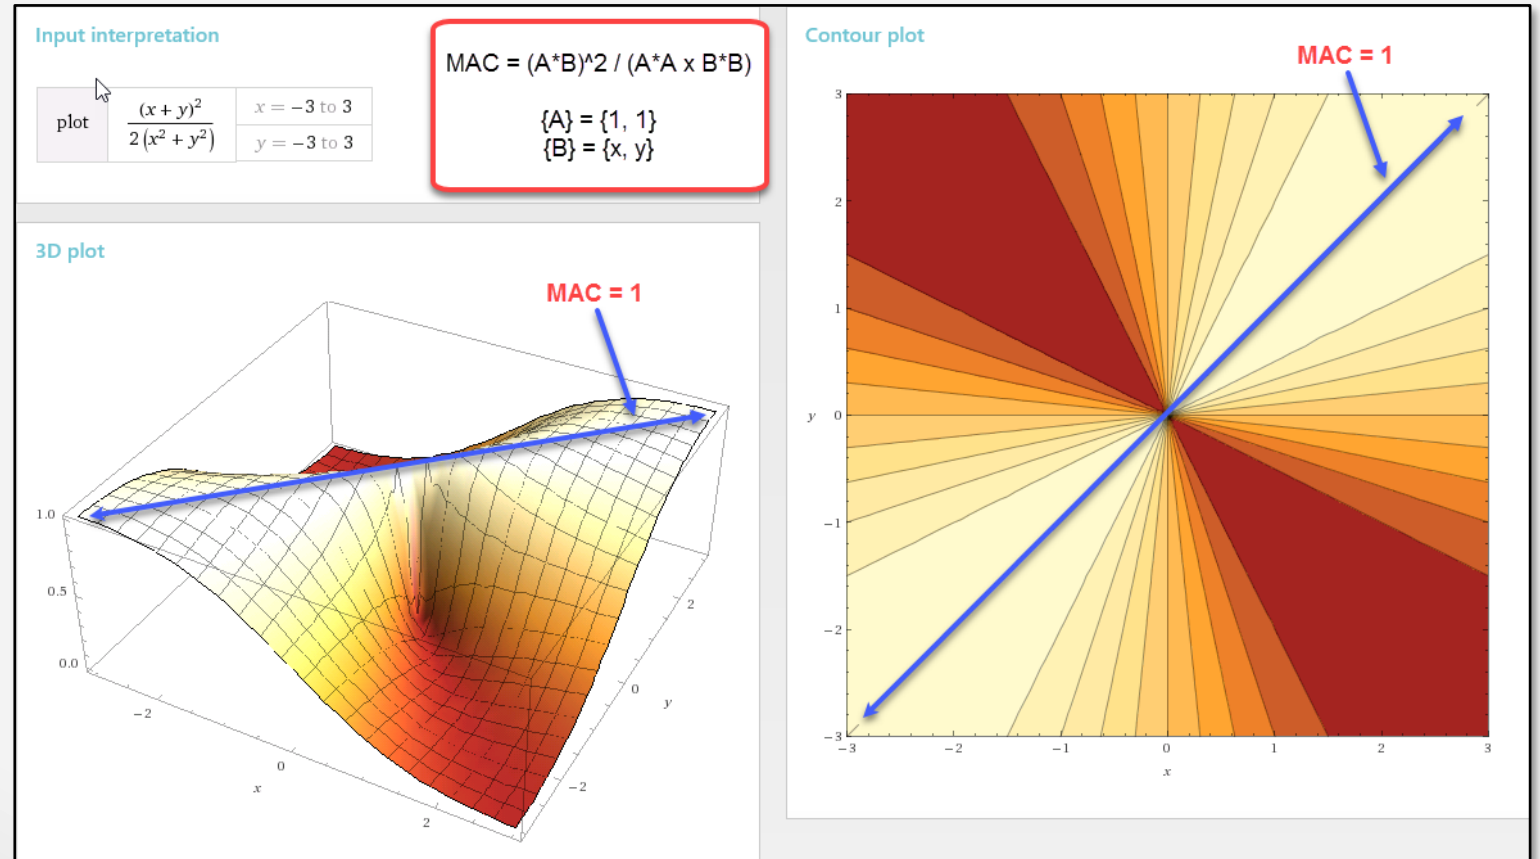 Input interpretation
plot
(x + y)²
2 (x² + y²)
x = −3 to 3
y = −3 to 3
MAC = (A*B)^2 / (A*A x B*B)
{A} = {1, 1}
{B} = {x, y}
3D plot
MAC = 1
1.0
0.5
0.0
−2
0
2
x
2
0
−2
y
Contour plot
MAC = 1
3
2
1
0
−1
−2
−3
y
−3
−2
−1
0
1
2
3
x